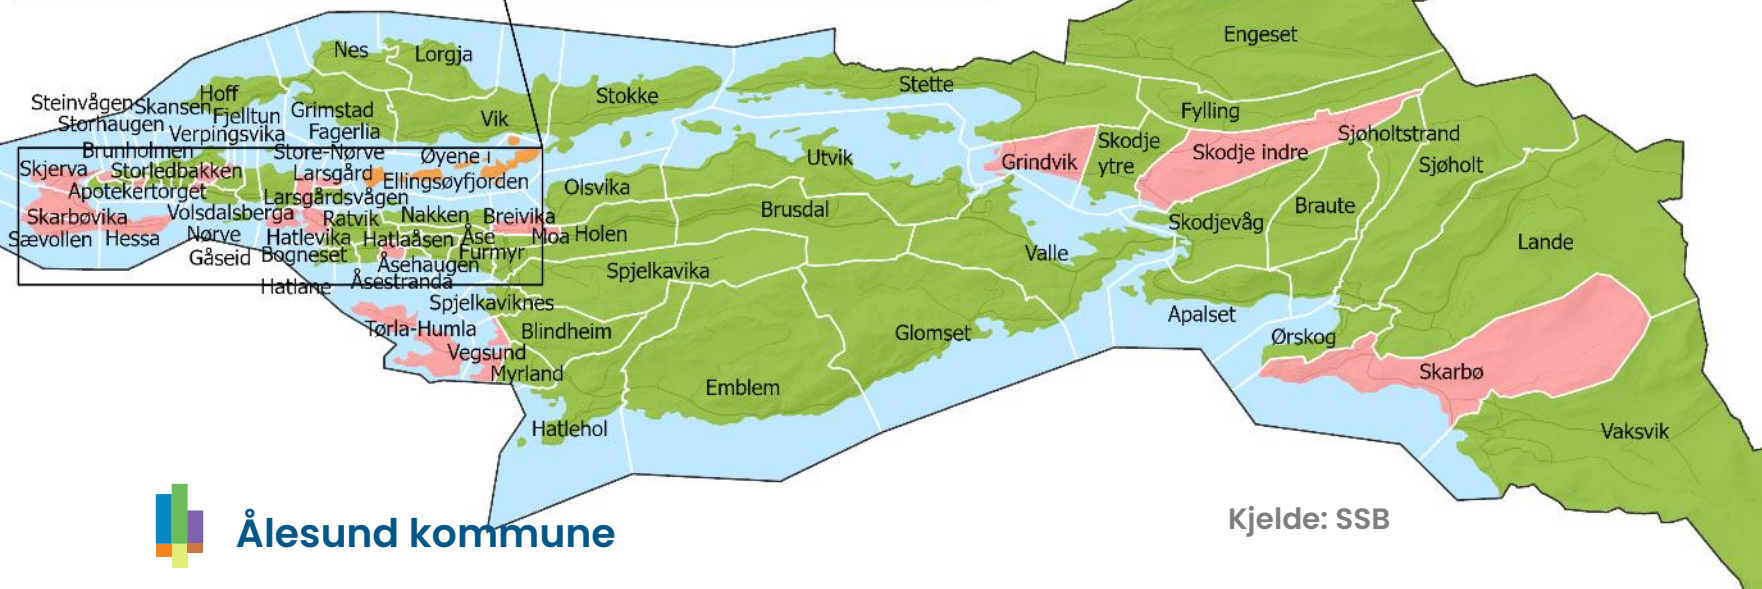 Engeset
Nes
Lorgja
Stette
Hoff
Stokke
SteinvågenSkansen
Fjelltun
Grimstad
Fylling
Storhaugen
Vik
Verpingsvika
Fagerlia
Skodje
ytre
Sjøholtstrand
Brunholmen
Store-Nørve
Øyene i
Utvik
Grindvik
Skodje indre
Sjøholt
Skjerva
Storledbakken
Larsgård
Ellingsøyfjorden
Olsvika
Apotekertorget
Larsgårdsvågen
Brusdal
Braute
Skarbøvika
Volsdalsberga
Ratvik
Nakken
Breivika
Skodjevåg
Sævollen
Hessa
Nørve
Hatlevika
Hatlaåsen
Åse
Moa
Holen
Lande
Gåseid
Bogneset
Furmyr
Valle
Åsehaugen
Spjelkavika
Hatlane
Åsestranda
Spjelkaviknes
Apalset
Tørla-Humla
Blindheim
Glomset
Ørskog
Vegsund
Myrland
Skarbø
Emblem
Hatlehol
Vaksvik
Ålesund kommune
Kjelde: SSB